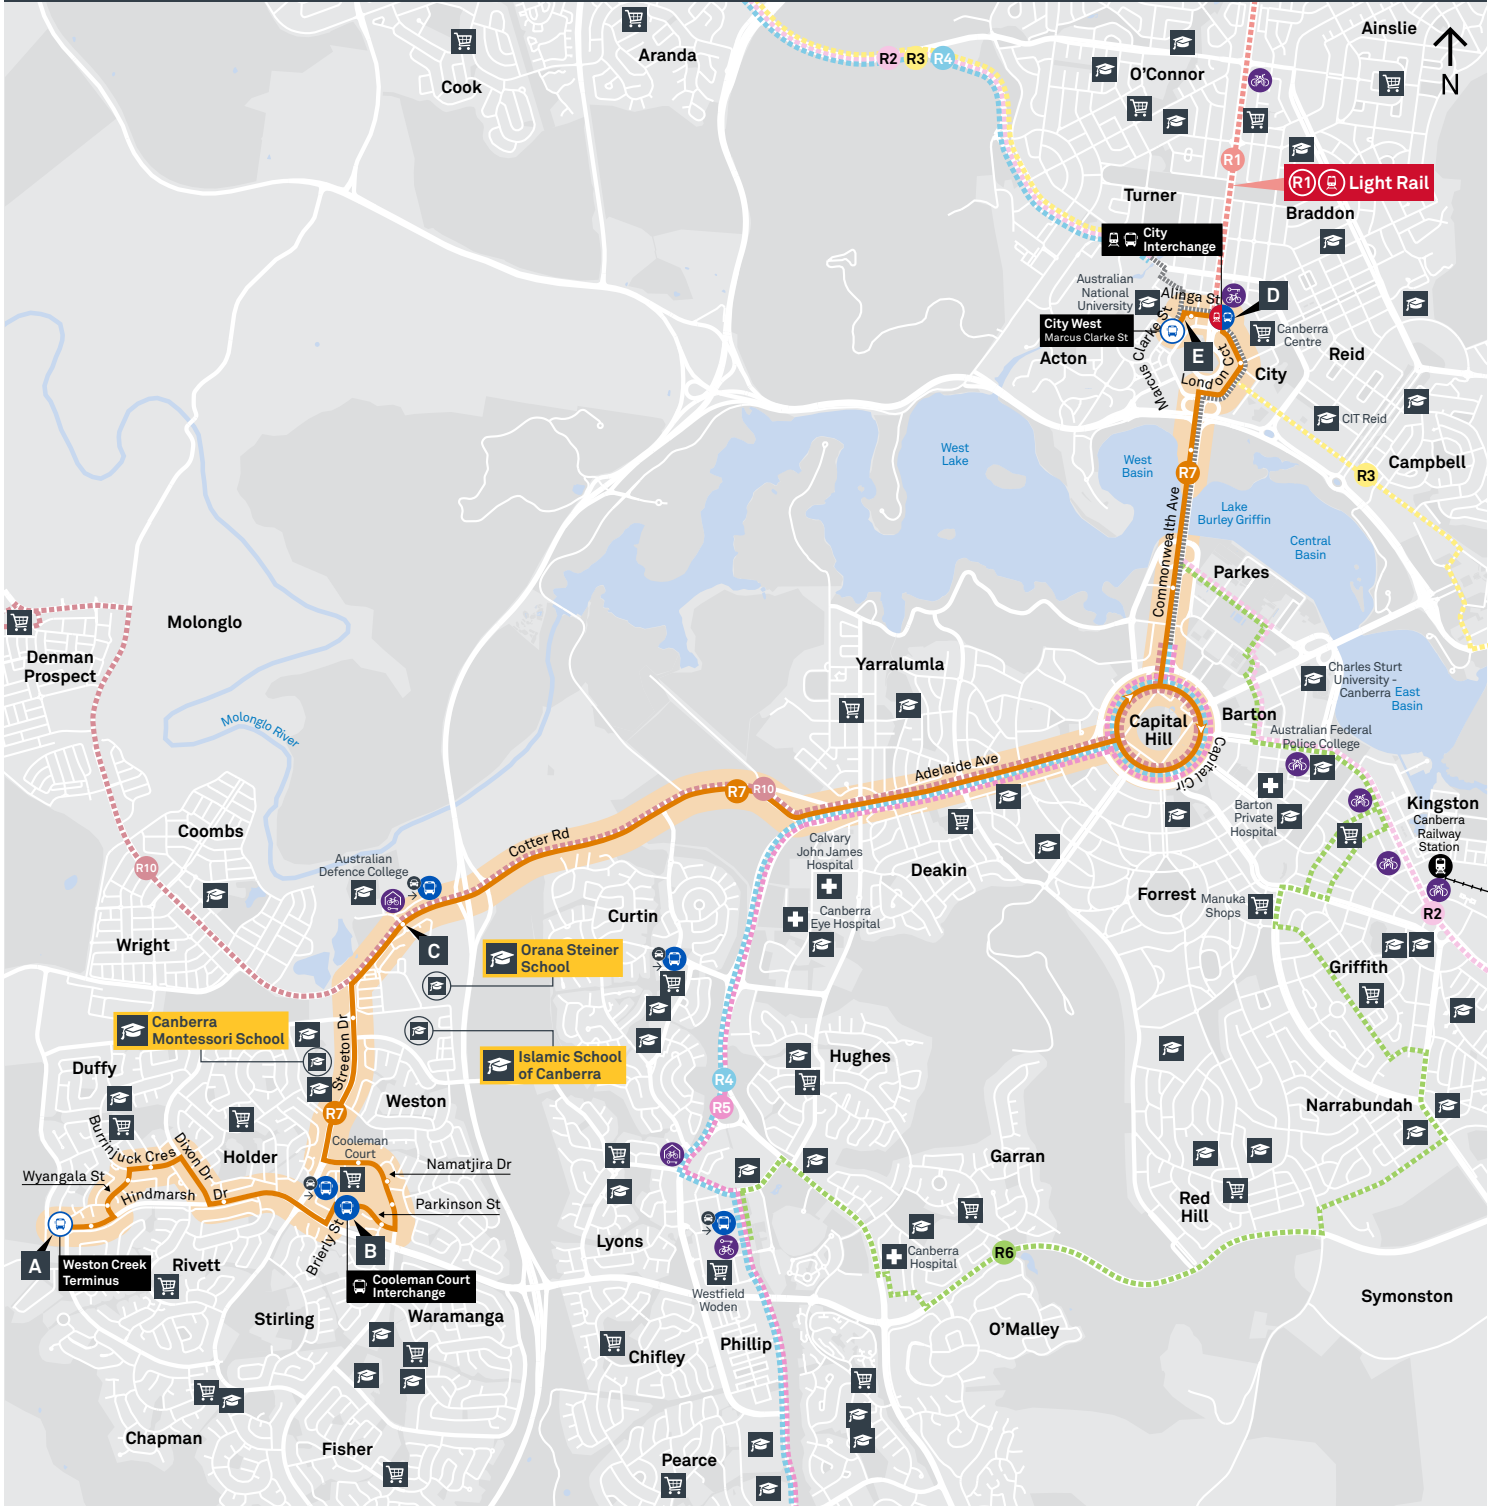 Ainslie
Aranda
Cook
R2 R3 R4
O'Connor
N
R1
R1 Light Rail
Turner
Braddon
City
Interchange
Australian
National
University
Alinga St
D
City West
Marcus Clarke St
Marcus Clarke St
E
Canberra
Centre
Acton
Reid
London Cct
City
CIT Reid
West
Lake
West
Basin
R7
R3
Campbell
Lake
Burley Griffin
Central
Basin
Commonwealth Ave
Parkes
Molonglo
Denman
Prospect
Yarralumla
Charles Sturt
University -
Canberra
East
Basin
Molonglo River
Capital
Hill
Barton
Australian Federal
Police College
Capital Cir
Adelaide Ave
R7 R10
Barton
Private
Hospital
Kingston
Canberra
Railway
Station
Coombs
Cotter Rd
Calvary
John James
Hospital
Australian
Defence College
R10
Deakin
Forrest
Manuka
Shops
R2
Curtin
Canberra
Eye Hospital
Wright
C
Orana Steiner
School
Griffith
Canberra
Montessori School
Streeton Dr
Islamic School
of Canberra
Hughes
Duffy
R4
R5
Weston
R7
Narrabundah
Burrinjuck Cres
Dixon Dr
Holder
Cooleman
Court
Namatjira Dr
Garran
Wyangala St
Hindmarsh Dr
Parkinson St
Red
Hill
Brierly St
B
Lyons
R6
Canberra
Hospital
A
Weston Creek
Terminus
Rivett
Cooleman Court
Interchange
Westfield
Woden
Symonston
Stirling
Waramanga
O'Malley
Chifley
Phillip
Chapman
Fisher
Pearce